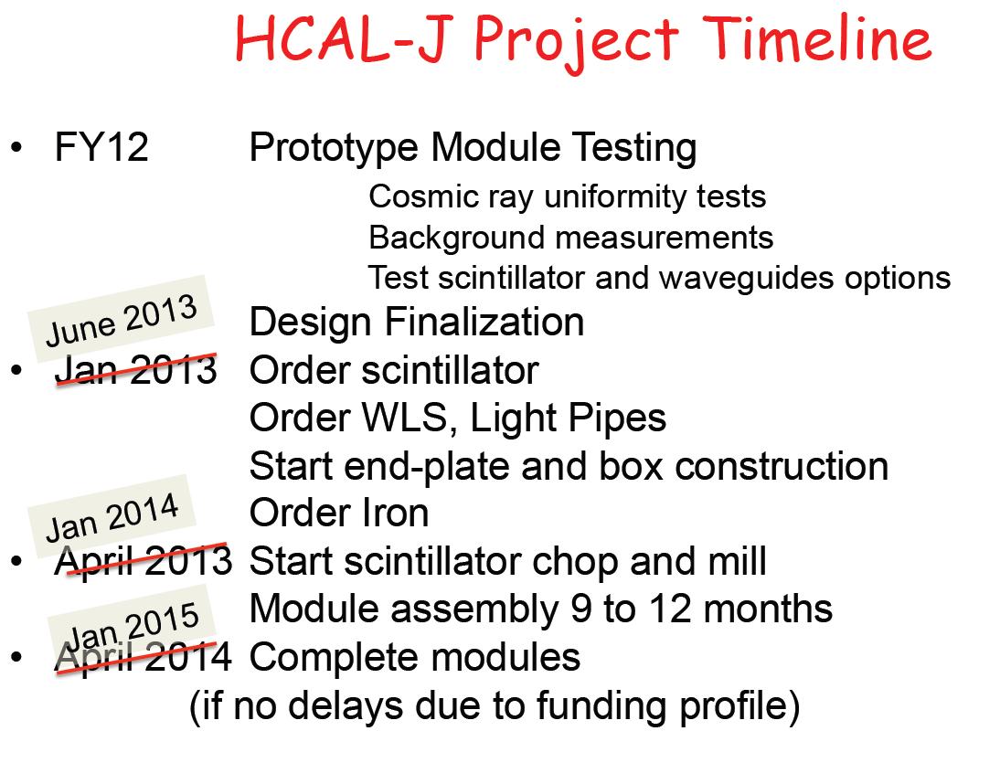 HCAL-J Project Timeline
• FY12 Prototype Module Testing
Cosmic ray uniformity tests
Background measurements
Test scintillator and waveguides options
June 2013
Design Finalization
• Jan 2013 Order scintillator
Order WLS, Light Pipes
Start end-plate and box construction
Jan 2014
Order Iron
• April 2013 Start scintillator chop and mill
Module assembly 9 to 12 months
Jan 2015
• April 2014 Complete modules
(if no delays due to funding profile)